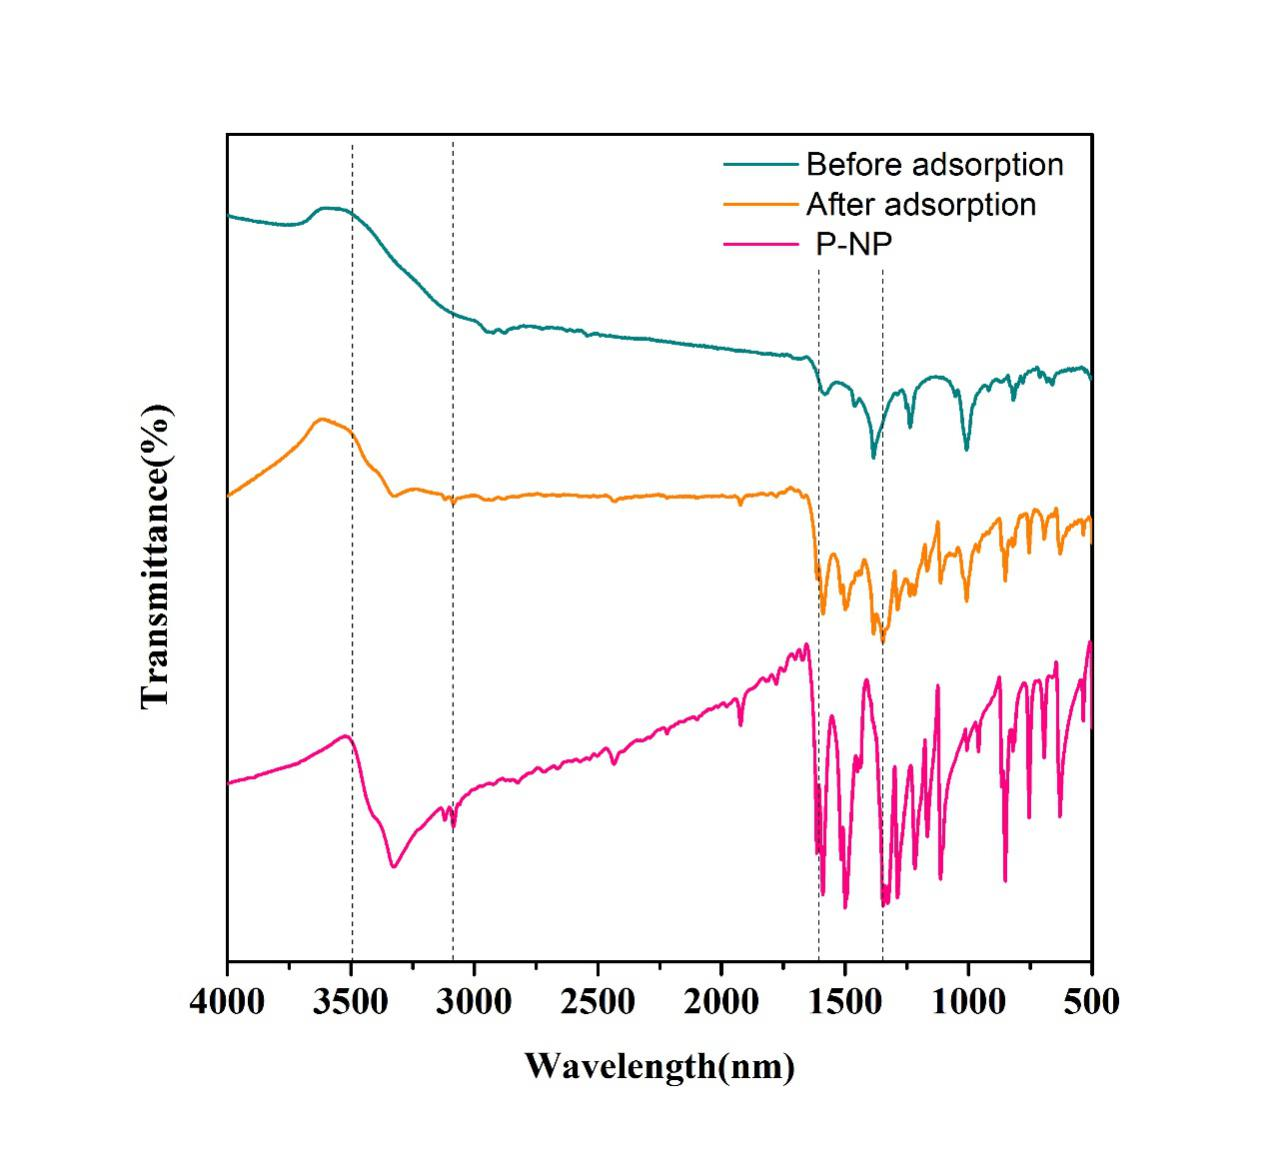 Before adsorption
After adsorption
P-NP
Transmittance(%)
4000 3500 3000 2500 2000 1500 1000 500
Wavelength(nm)